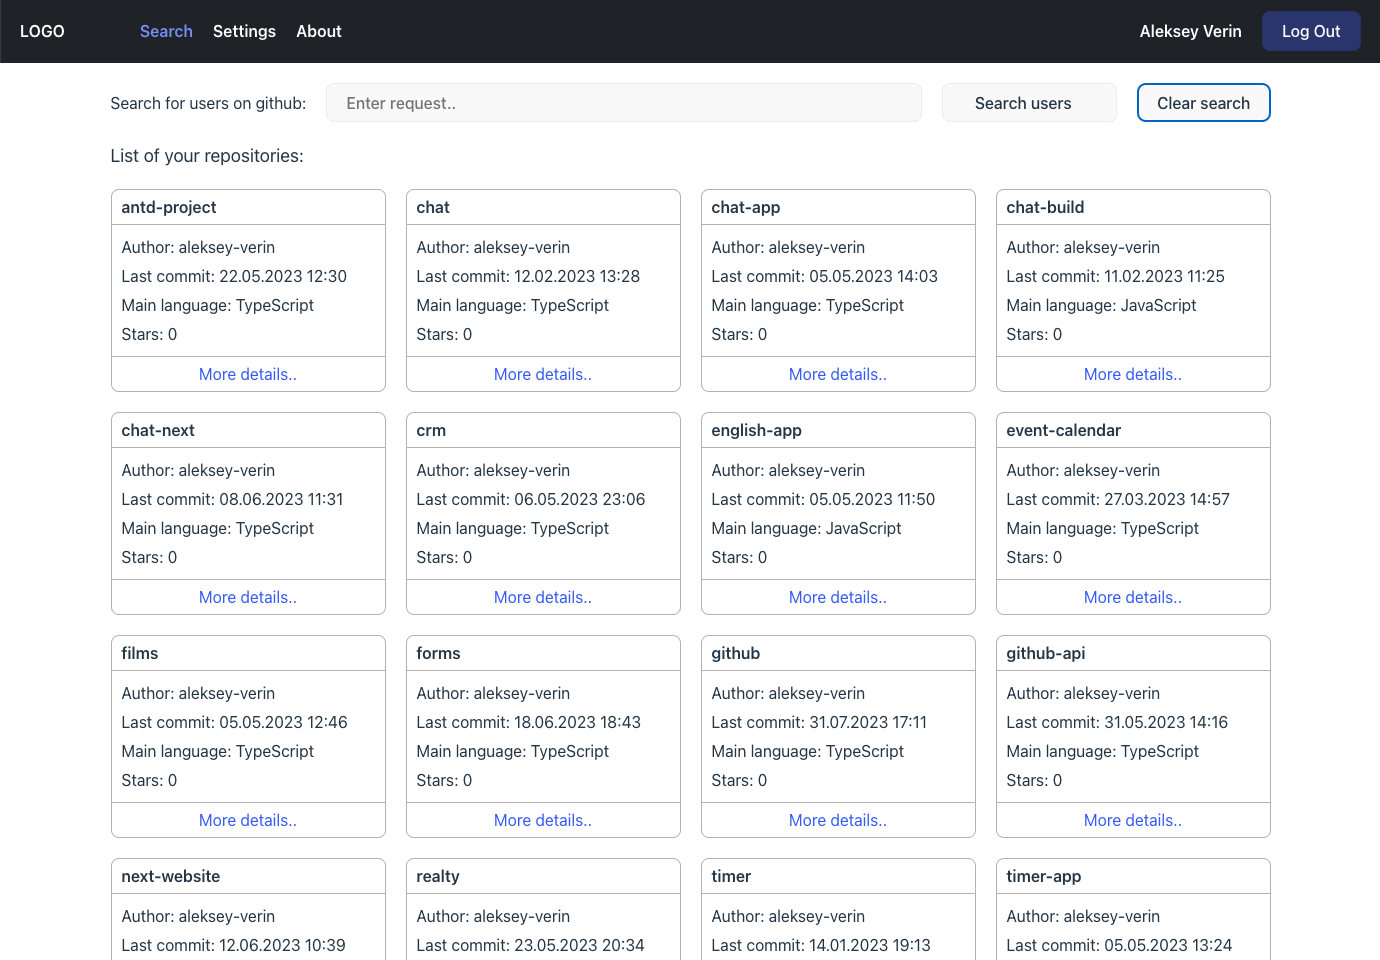 LOGO Search Settings About Aleksey Verin Log Out
Search for users on github: Enter request.. Search users Clear search
List of your repositories:
antd-project
Author: aleksey-verin
Last commit: 22.05.2023 12:30
Main language: TypeScript
Stars: 0
More details..
chat
Author: aleksey-verin
Last commit: 12.02.2023 13:28
Main language: TypeScript
Stars: 0
More details..
chat-app
Author: aleksey-verin
Last commit: 05.05.2023 14:03
Main language: TypeScript
Stars: 0
More details..
chat-build
Author: aleksey-verin
Last commit: 11.02.2023 11:25
Main language: JavaScript
Stars: 0
More details..
chat-next
Author: aleksey-verin
Last commit: 08.06.2023 11:31
Main language: TypeScript
Stars: 0
More details..
crm
Author: aleksey-verin
Last commit: 06.05.2023 23:06
Main language: TypeScript
Stars: 0
More details..
english-app
Author: aleksey-verin
Last commit: 05.05.2023 11:50
Main language: JavaScript
Stars: 0
More details..
event-calendar
Author: aleksey-verin
Last commit: 27.03.2023 14:57
Main language: TypeScript
Stars: 0
More details..
films
Author: aleksey-verin
Last commit: 05.05.2023 12:46
Main language: TypeScript
Stars: 0
More details..
forms
Author: aleksey-verin
Last commit: 18.06.2023 18:43
Main language: TypeScript
Stars: 0
More details..
github
Author: aleksey-verin
Last commit: 31.07.2023 17:11
Main language: TypeScript
Stars: 0
More details..
github-api
Author: aleksey-verin
Last commit: 31.05.2023 14:16
Main language: TypeScript
Stars: 0
More details..
next-website
Author: aleksey-verin
Last commit: 12.06.2023 10:39
realty
Author: aleksey-verin
Last commit: 23.05.2023 20:34
timer
Author: aleksey-verin
Last commit: 14.01.2023 19:13
timer-app
Author: aleksey-verin
Last commit: 05.05.2023 13:24